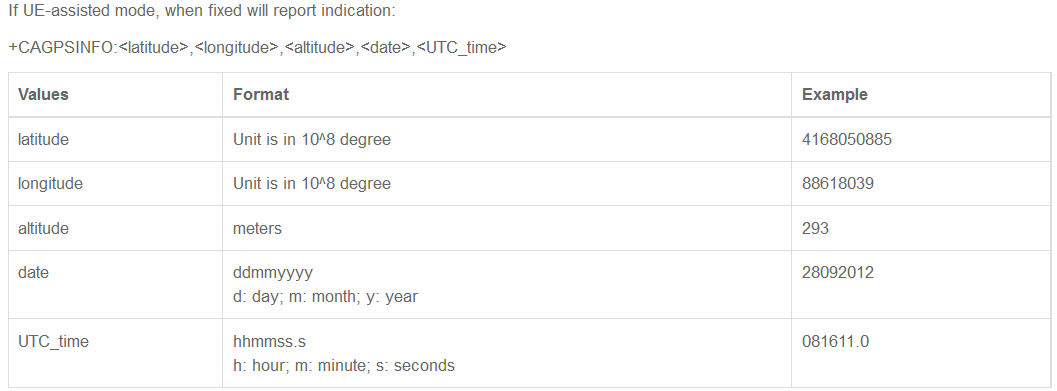 If UE-assisted mode, when fixed will report indication:
+CAGPSINFO:<latitude>,<longitude>,<altitude>,<date>,<UTC_time>
Values Format Example
latitude Unit is in 10^8 degree 4168050885
longitude Unit is in 10^8 degree 88618039
altitude meters 293
date ddmmyyyy 28092012
d: day; m: month; y: year
UTC_time hhmmss.s 081611.0
h: hour; m: minute; s: seconds